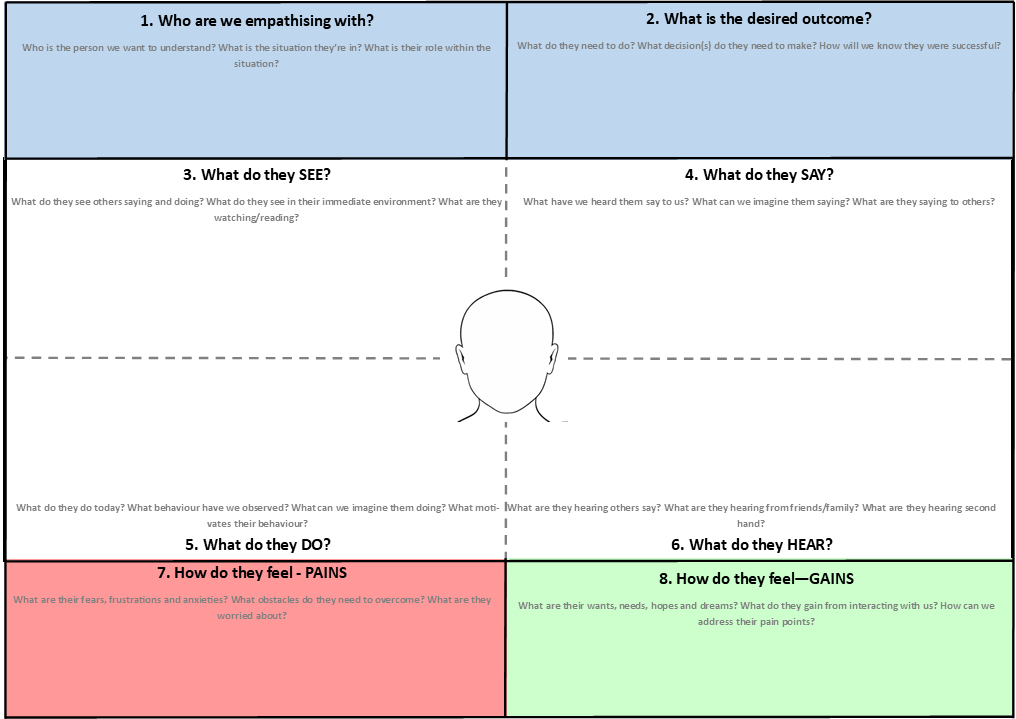 1. Who are we empathising with?
Who is the person we want to understand? What is the situation they're in? What is their role within the
situation?
2. What is the desired outcome?
What do they need to do? What decision(s) do they need to make? How will we know they were successful?
3. What do they SEE?
What do they see others saying and doing? What do they see in their immediate environment? What are they
watching/reading?
4. What do they SAY?
What have we heard them say to us? What can we imagine them saying? What are they saying to others?
What do they do today? What behaviour have we observed? What can we imagine them doing? What moti-
vates their behaviour?
5. What do they DO?
What are they hearing others say? What are they hearing from friends/family? What are they hearing second
hand?
6. What do they HEAR?
7. How do they feel - PAINS
What are their fears, frustrations and anxieties? What obstacles do they need to overcome? What are they
worried about?
8. How do they feel—GAINS
What are their wants, needs, hopes and dreams? What do they gain from interacting with us? How can we
address their pain points?